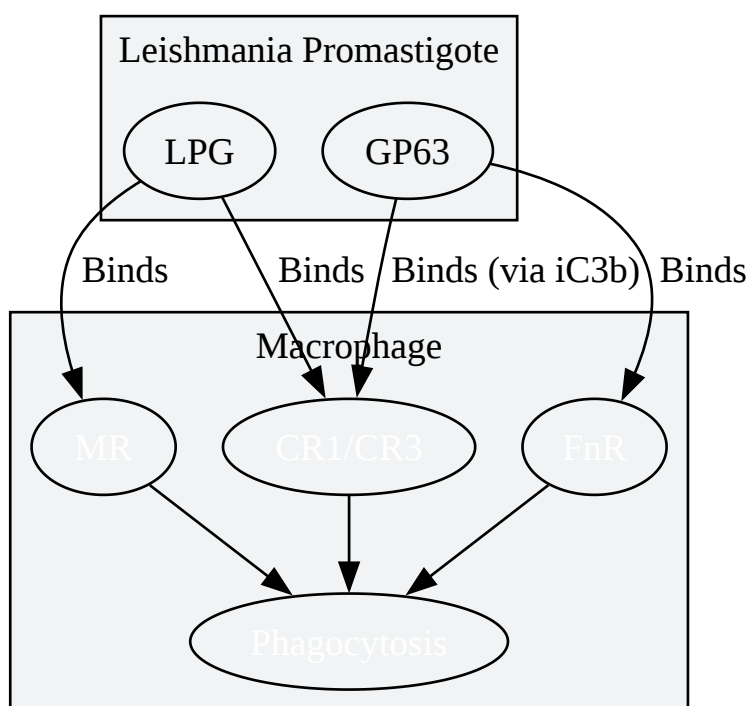 Leishmania Promastigote
LPG
GP63
Binds
Binds
Binds (via iC3b)
Binds
Macrophage
MR
CR1/CR3
FnR
Phagocytosis